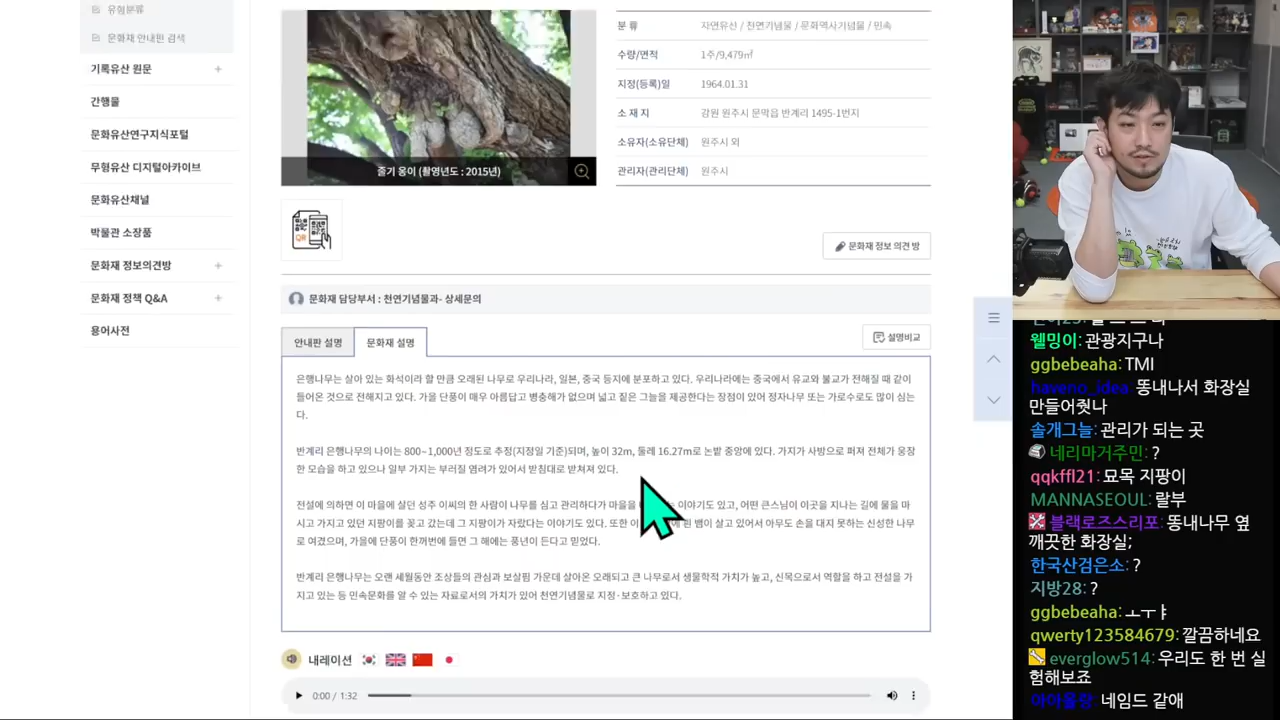 유형분류
문화재 안내판 검색
기록유산 원문 +
간행물
문화유산연구지식포털
무형유산 디지털아카이브
문화유산채널
박물관 소장품
문화재 정보의견방 +
문화재 정책 Q&A +
용어사전
줄기 옹이 (촬영년도 : 2015년)
분 류 자연유산 / 천연기념물 / 문화역사기념물 / 민속
수량/면적 1주/9,479㎡
지정(등록)일 1964.01.31
소 재 지 강원 원주시 문막읍 반계리 1495-1번지
소유자(소유단체) 원주시 외
관리자(관리단체) 원주시
QR
문화재 정보 의견 방
문화재 담당부서 : 천연기념물과- 상세문의
안내판 설명 문화재 설명 설명비교
은행나무는 살아 있는 화석이라 할 만큼 오래된 나무로 우리나라, 일본, 중국 등지에 분포하고 있다. 우리나라에는 중국에서 유교와 불교가 전해질 때 같이
들어온 것으로 전해지고 있다. 가을 단풍이 매우 아름답고 병충해가 없으며 넓고 짙은 그늘을 제공한다는 장점이 있어 정자나무 또는 가로수로도 많이 심는
다.
반계리 은행나무의 나이는 800~1,000년 정도로 추정(지정일 기준)되며, 높이 32m, 둘레 16.27m로 논밭 중앙에 있다. 가지가 사방으로 퍼져 전체가 웅장
한 모습을 하고 있으나 일부 가지는 부러질 염려가 있어서 받침대로 받쳐져 있다.
전설에 의하면 이 마을에 살던 성주 이씨의 한 사람이 나무를 심고 관리하다가 마을을 이야기도 있고, 어떤 큰스님이 이곳을 지나는 길에 물을 마
시고 가지고 있던 지팡이를 꽂고 갔는데 그 지팡이가 자랐다는 이야기도 있다. 또한 이 흰 뱀이 살고 있어서 아무도 손을 대지 못하는 신성한 나무
로 여겼으며, 가을에 단풍이 한꺼번에 들면 그 해에는 풍년이 든다고 믿었다.
반계리 은행나무는 오랜 세월동안 조상들의 관심과 보살핌 가운데 살아온 오래되고 큰 나무로서 생물학적 가치가 높고, 신목으로서 역할을 하고 전설을 가
지고 있는 등 민속문화를 알 수 있는 자료로서의 가치가 있어 천연기념물로 지정·보호하고 있다.
내레이션
0:00 / 1:32
웰밍이: 관광지구나
ggbebeaha: TMI
haveno_idea: 똥내나서 화장실
만들어줫나
솔개그늘: 관리가 되는 곳
네리마거주민: ?
qqkffl21: 묘목 지팡이
MANNASEOUL: 랄부
블랙로즈스리포: 똥내나무 옆
깨끗한 화장실;
한국산검은소: ?
지방28: ?
ggbebeaha: ㅗㅜㅑ
qwerty123584679: 깔끔하네요
everglow514: 우리도 한 번 실
험해보죠
아아올랑: 네임드 같애